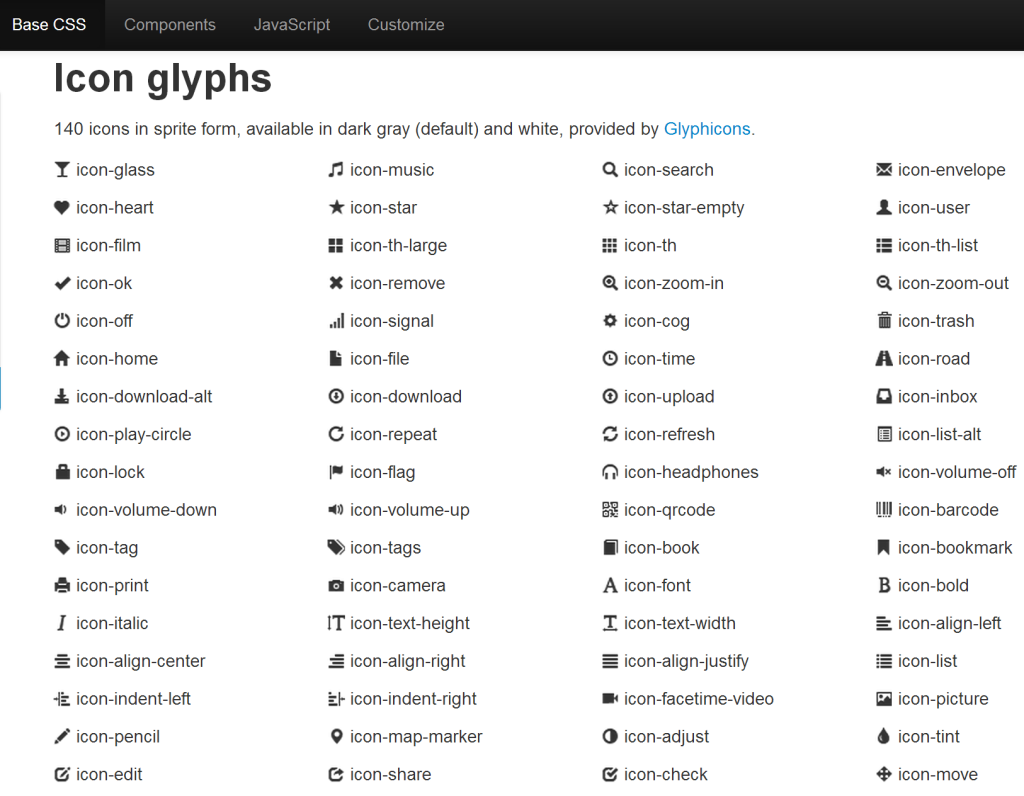 Base CSS Components JavaScript Customize
Icon glyphs
140 icons in sprite form, available in dark gray (default) and white, provided by Glyphicons.
icon-glass icon-music icon-search icon-envelope
icon-heart icon-star icon-star-empty icon-user
icon-film icon-th-large icon-th icon-th-list
icon-ok icon-remove icon-zoom-in icon-zoom-out
icon-off icon-signal icon-cog icon-trash
icon-home icon-file icon-time icon-road
icon-download-alt icon-download icon-upload icon-inbox
icon-play-circle icon-repeat icon-refresh icon-list-alt
icon-lock icon-flag icon-headphones icon-volume-off
icon-volume-down icon-volume-up icon-qrcode icon-barcode
icon-tag icon-tags icon-book icon-bookmark
icon-print icon-camera icon-font icon-bold
icon-italic icon-text-height icon-text-width icon-align-left
icon-align-center icon-align-right icon-align-justify icon-list
icon-indent-left icon-indent-right icon-facetime-video icon-picture
icon-pencil icon-map-marker icon-adjust icon-tint
icon-edit icon-share icon-check icon-move